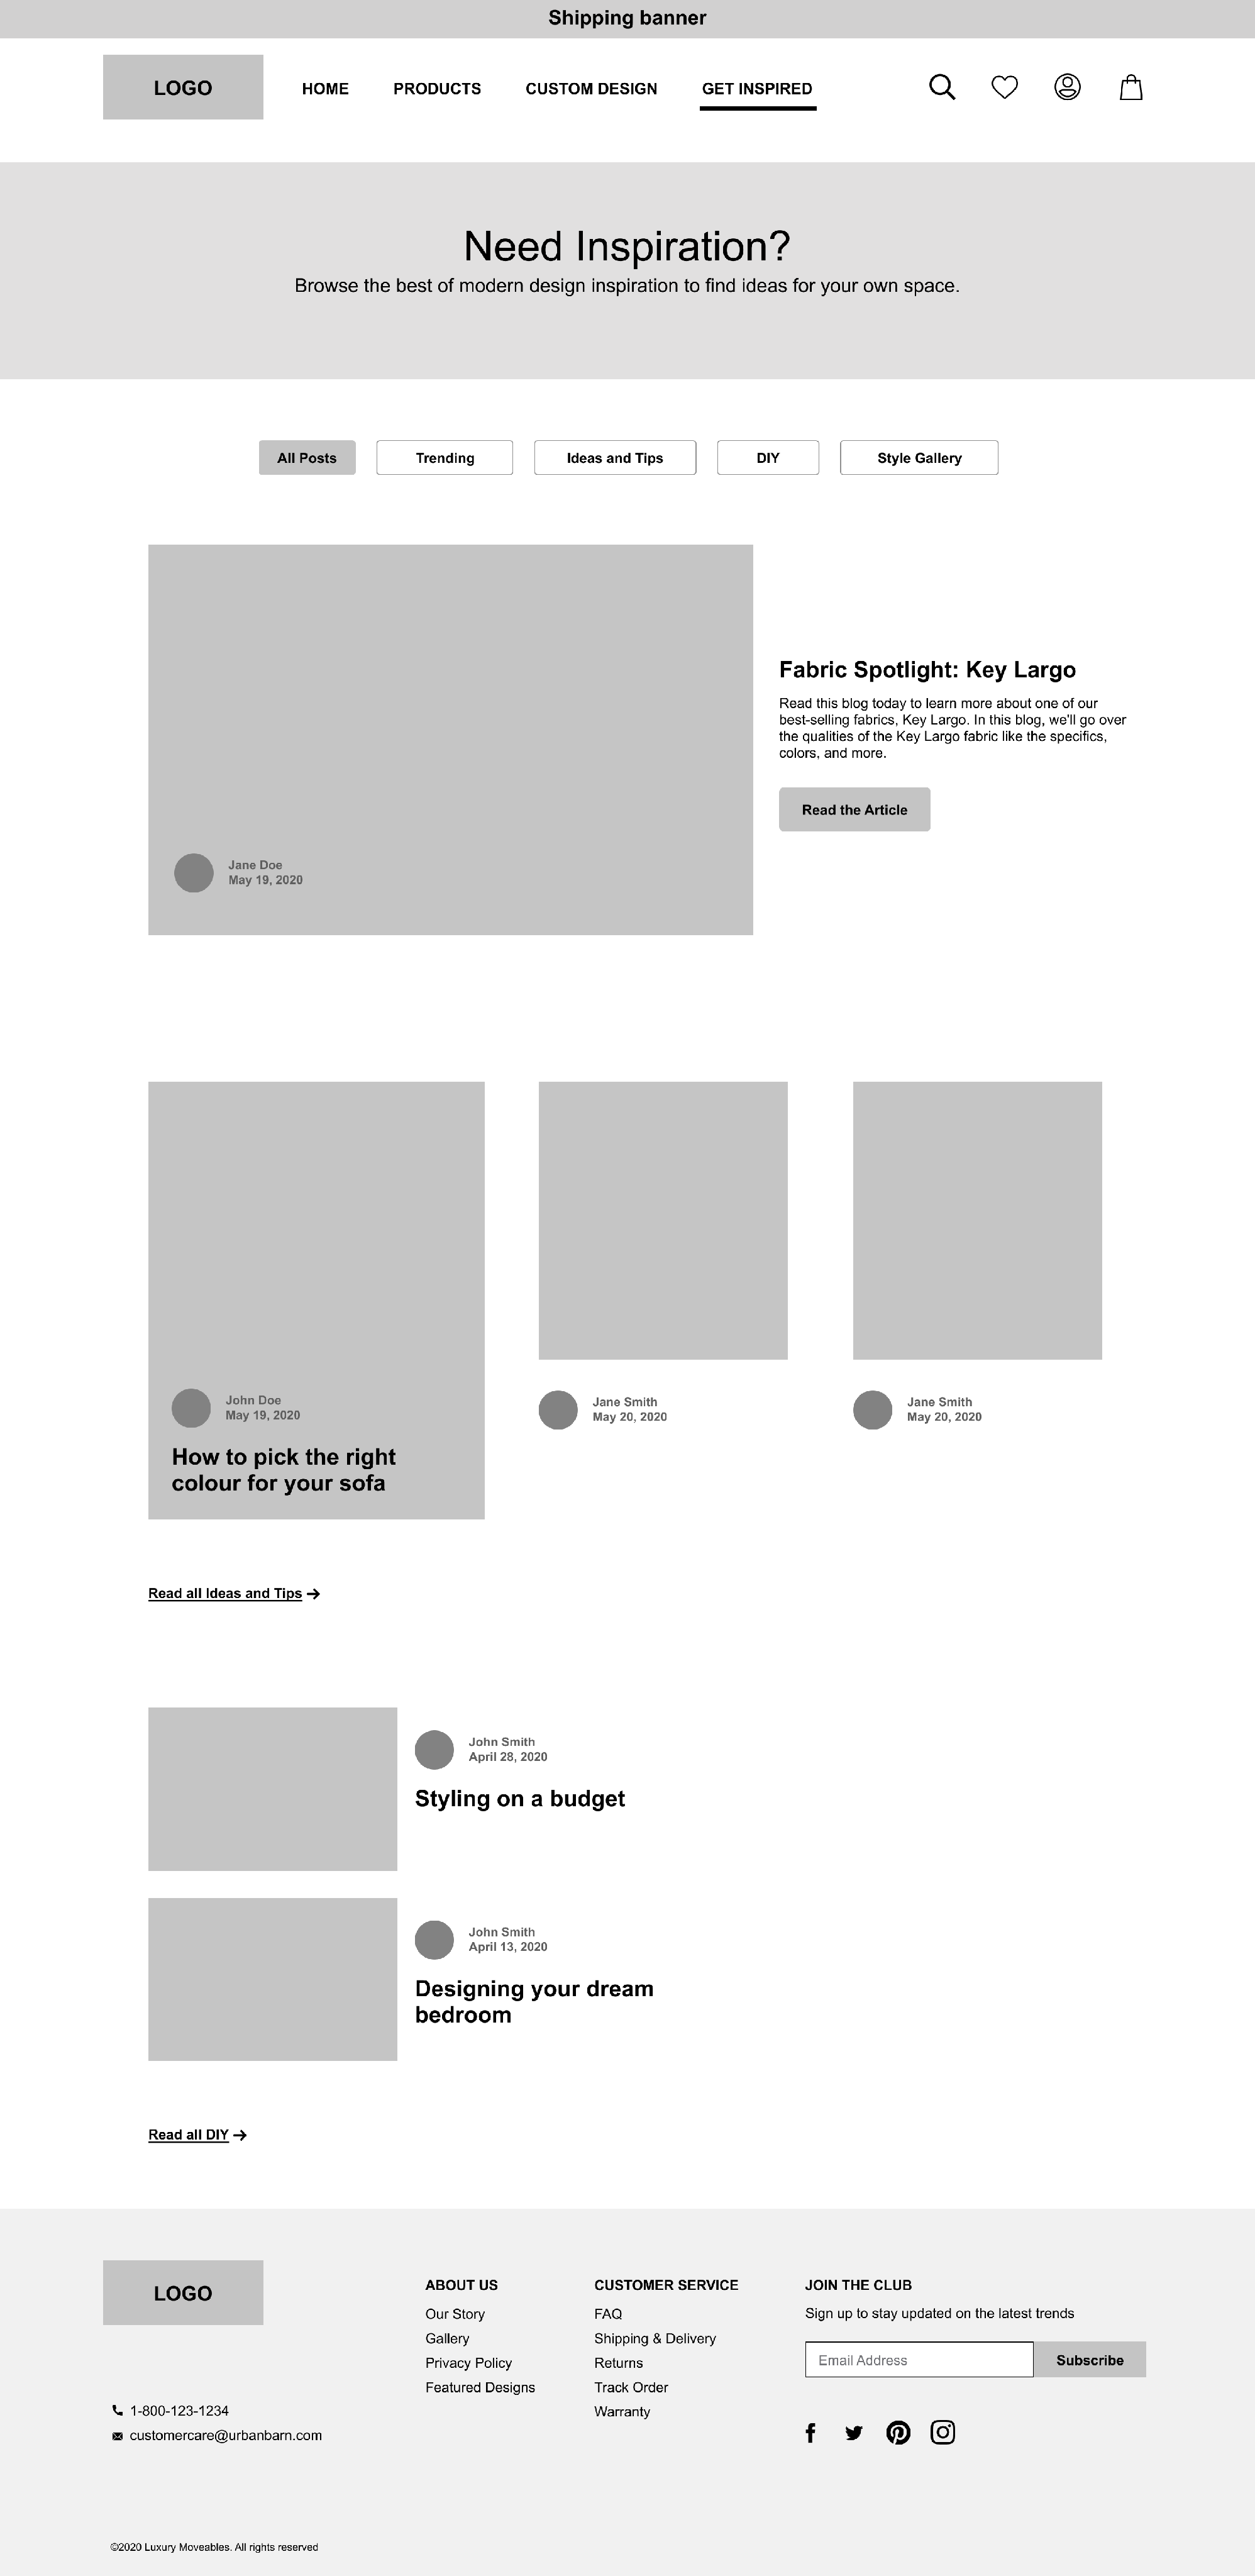 Shipping banner
LOGO
HOME
PRODUCTS
CUSTOM DESIGN
GET INSPIRED
Need Inspiration?
Browse the best of modern design inspiration to find ideas for your own space.
All Posts
Trending
Ideas and Tips
DIY
Style Gallery
Jane Doe
May 19, 2020
Fabric Spotlight: Key Largo
Read this blog today to learn more about one of our
best-selling fabrics, Key Largo. In this blog, we'll go over
the qualities of the Key Largo fabric like the specifics,
colors, and more.
Read the Article
John Doe
May 19, 2020
How to pick the right
colour for your sofa
Jane Smith
May 20, 2020
Jane Smith
May 20, 2020
Read all Ideas and Tips
John Smith
April 28, 2020
Styling on a budget
John Smith
April 13, 2020
Designing your dream
bedroom
Read all DIY
LOGO
1-800-123-1234
customercare@urbanbarn.com
ABOUT US
Our Story
Gallery
Privacy Policy
Featured Designs
CUSTOMER SERVICE
FAQ
Shipping & Delivery
Returns
Track Order
Warranty
JOIN THE CLUB
Sign up to stay updated on the latest trends
Email Address
Subscribe
©2020 Luxury Moveables. All rights reserved